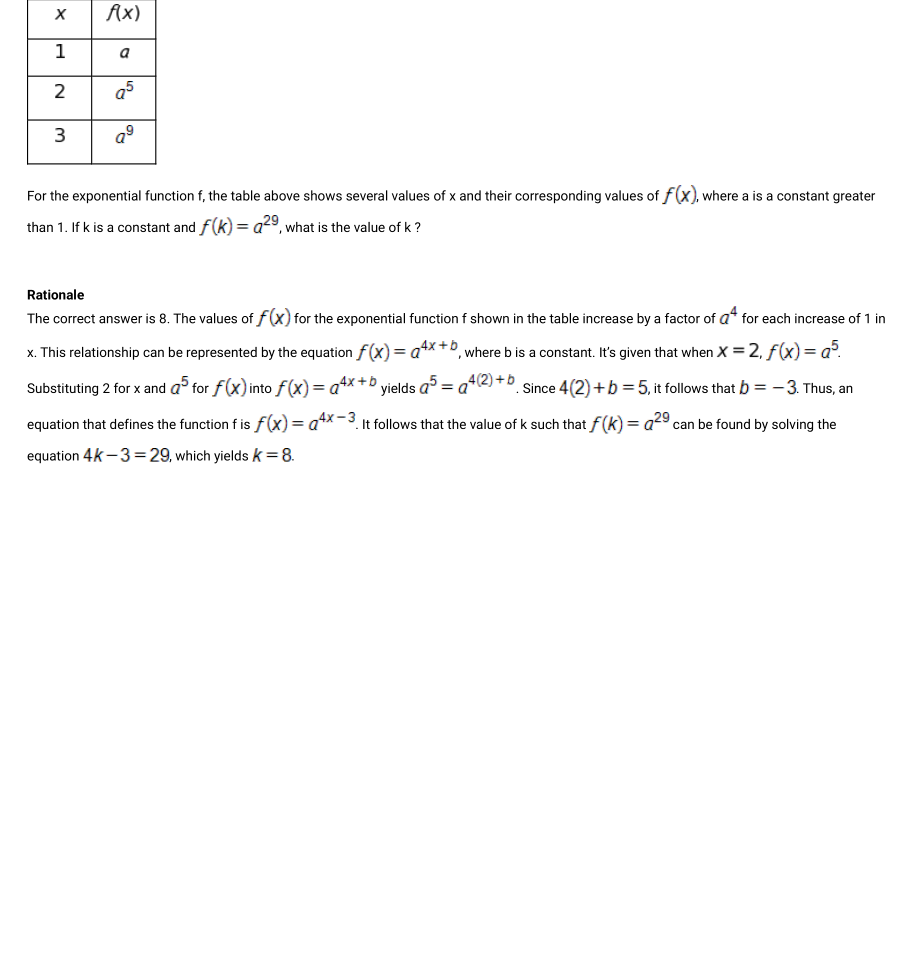 x f(x)
1 a
2 a⁵
3 a⁹
For the exponential function f, the table above shows several values of x and their corresponding values of f(x), where a is a constant greater
than 1. If k is a constant and f(k) = a²⁹, what is the value of k ?
Rationale
The correct answer is 8. The values of f(x) for the exponential function f shown in the table increase by a factor of a⁴ for each increase of 1 in
x. This relationship can be represented by the equation f(x) = a^(4x + b), where b is a constant. It's given that when x = 2, f(x) = a⁵.
Substituting 2 for x and a⁵ for f(x) into f(x) = a^(4x + b) yields a⁵ = a^(4(2) + b). Since 4(2) + b = 5, it follows that b = −3. Thus, an
equation that defines the function f is f(x) = a^(4x − 3). It follows that the value of k such that f(k) = a²⁹ can be found by solving the
equation 4k − 3 = 29, which yields k = 8.